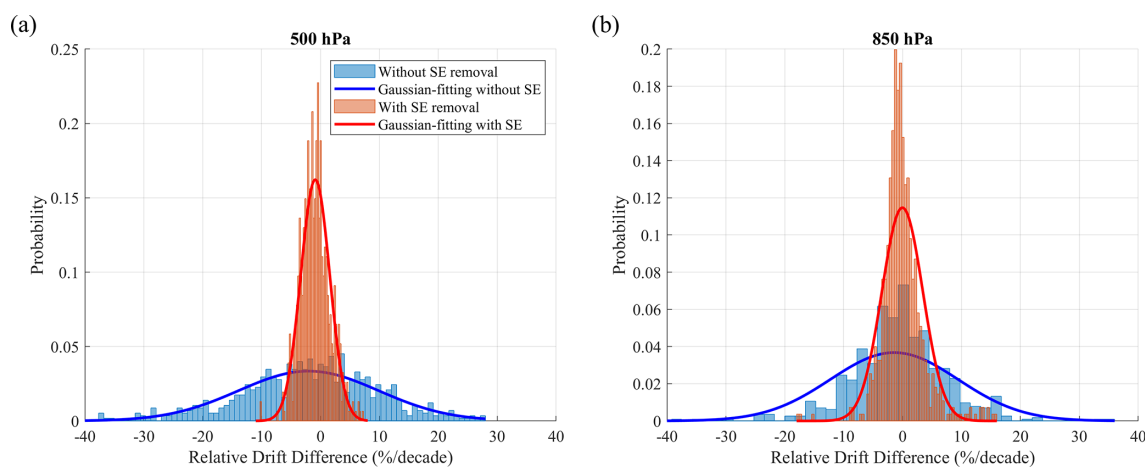 (a)
500 hPa
0.25
0.2
0.15
0.1
0.05
0
Probability
Without SE removal
Gaussian-fitting without SE
With SE removal
Gaussian-fitting with SE
-40 -30 -20 -10 0 10 20 30 40
Relative Drift Difference (%/decade)
(b)
850 hPa
0.2
0.18
0.16
0.14
0.12
0.1
0.08
0.06
0.04
0.02
0
Probability
-40 -30 -20 -10 0 10 20 30 40
Relative Drift Difference (%/decade)